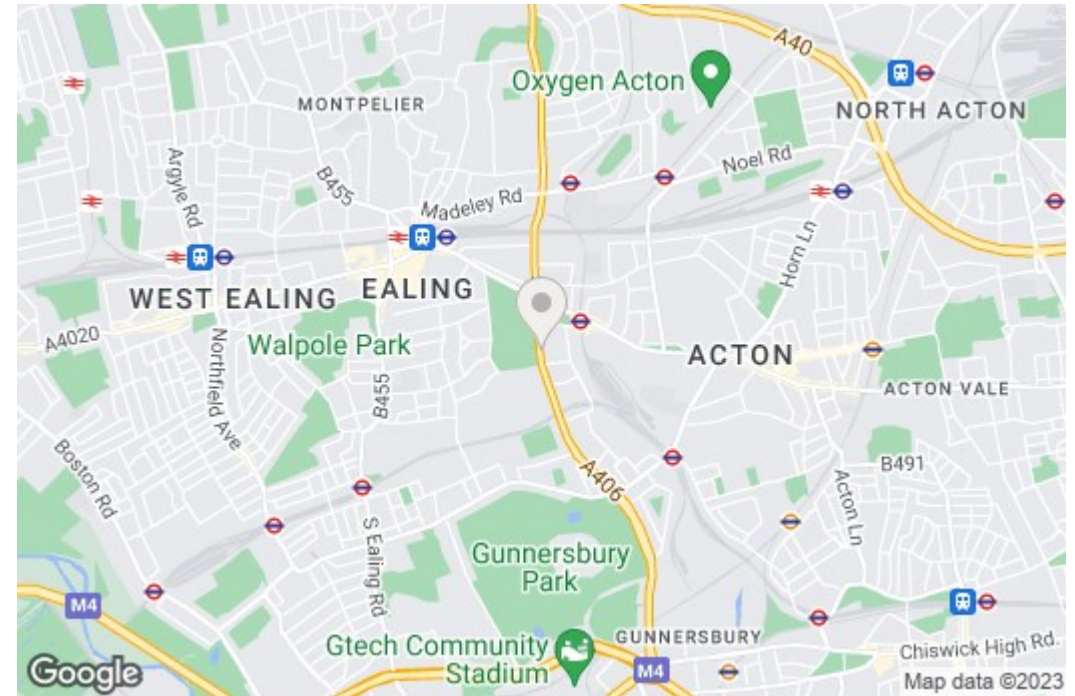 A40
Oxygen Acton
MONTPELIER
NORTH ACTON
Argyle Rd
B455
Noel Rd
Madeley Rd
Horn Ln
WEST EALING
EALING
A4020
Walpole Park
ACTON
Northfield Ave
B455
ACTON VALE
Boston Rd
A406
B491
Acton Ln
S Ealing Rd
Gunnersbury
Park
M4
Gtech Community
Stadium
GUNNERSBURY
M4
Chiswick High Rd.
Google
Map data ©2023